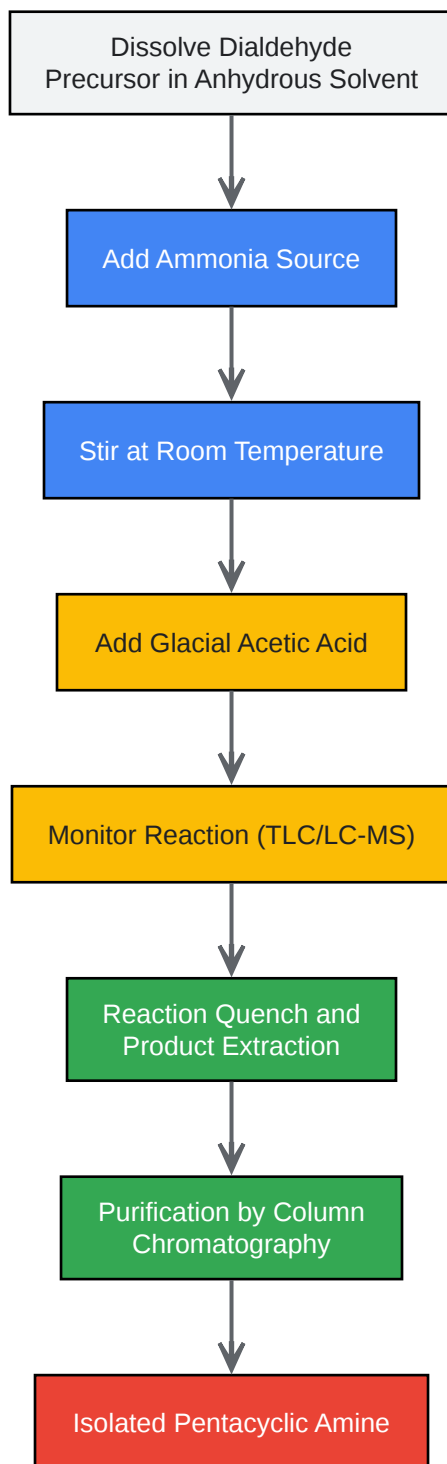 Dissolve Dialdehyde
Precursor in Anhydrous Solvent
Add Ammonia Source
Stir at Room Temperature
Add Glacial Acetic Acid
Monitor Reaction (TLC/LC-MS)
Reaction Quench and
Product Extraction
Purification by Column
Chromatography
Isolated Pentacyclic Amine